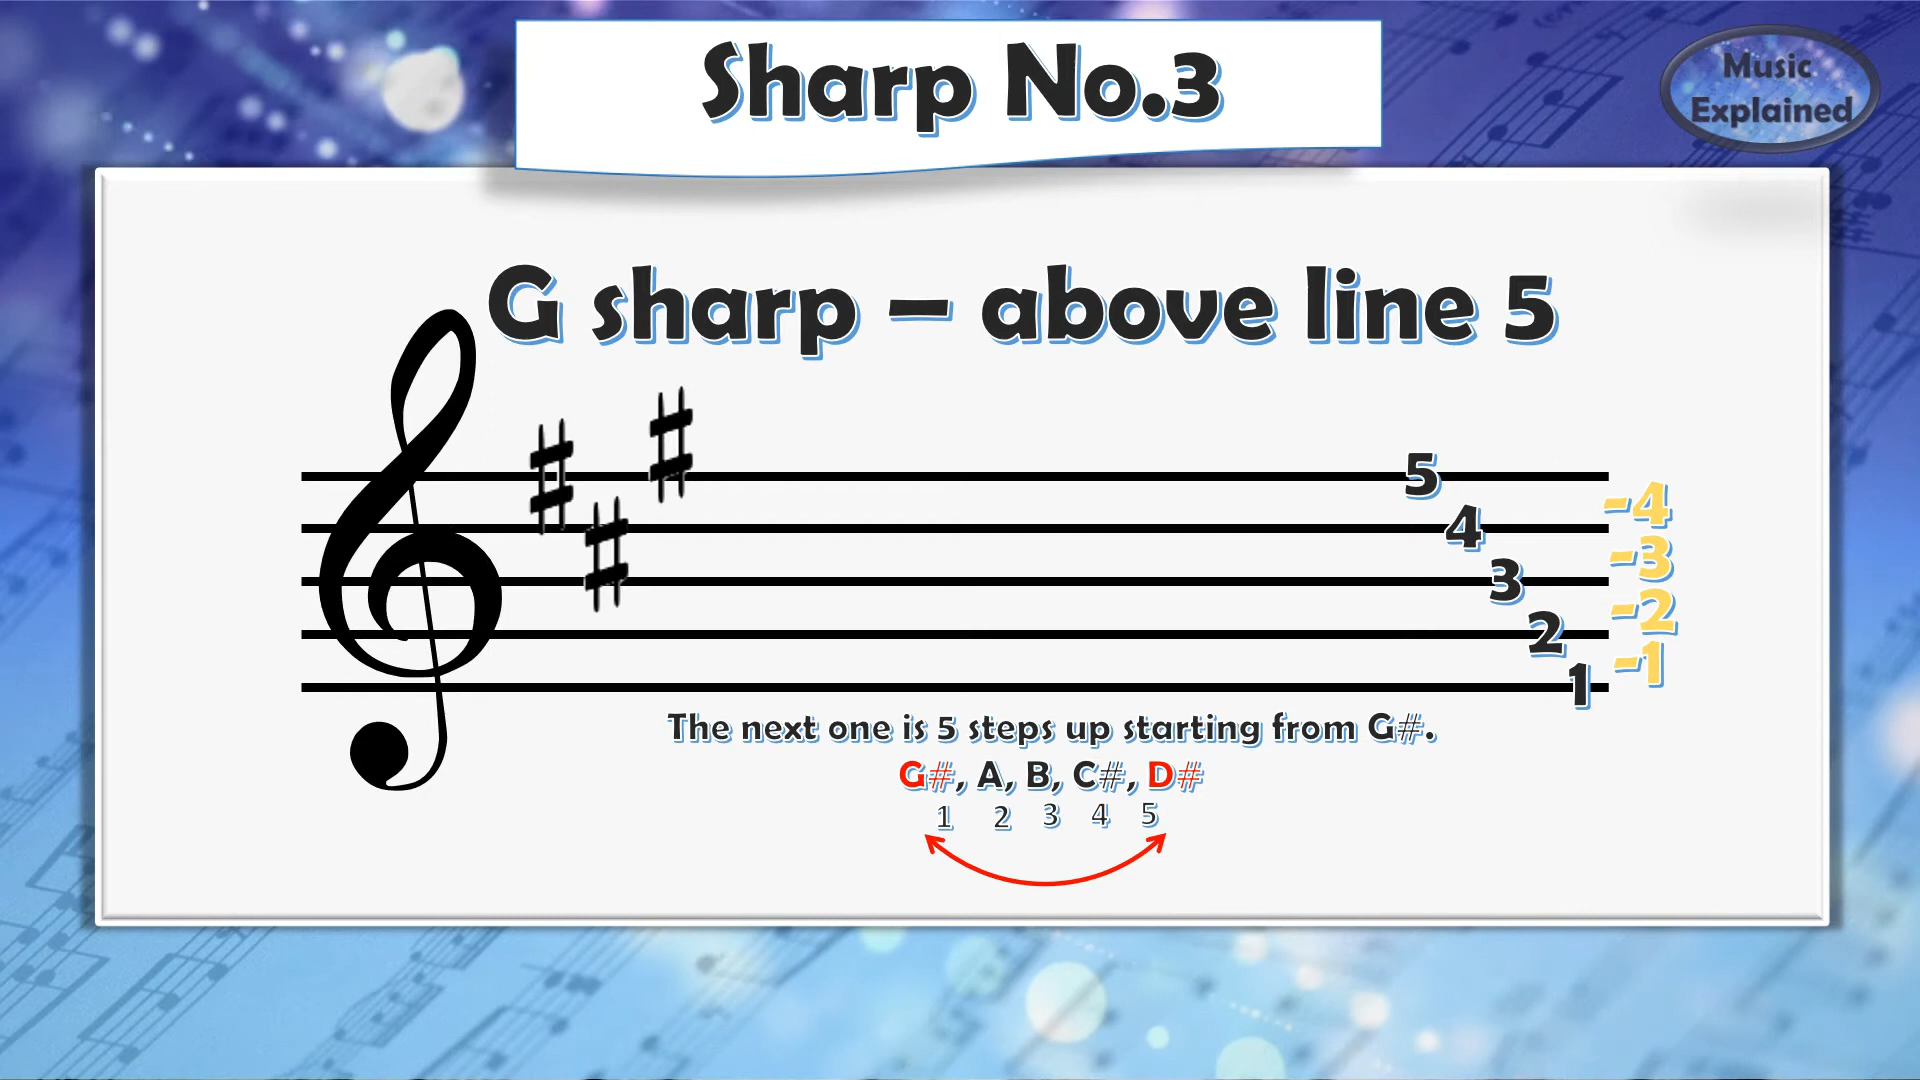 Sharp No.3
Music
Explained
G sharp – above line 5
5
4
3
2
1
-4
-3
-2
-1
The next one is 5 steps up starting from G#.
G#, A, B, C#, D#
1 2 3 4 5